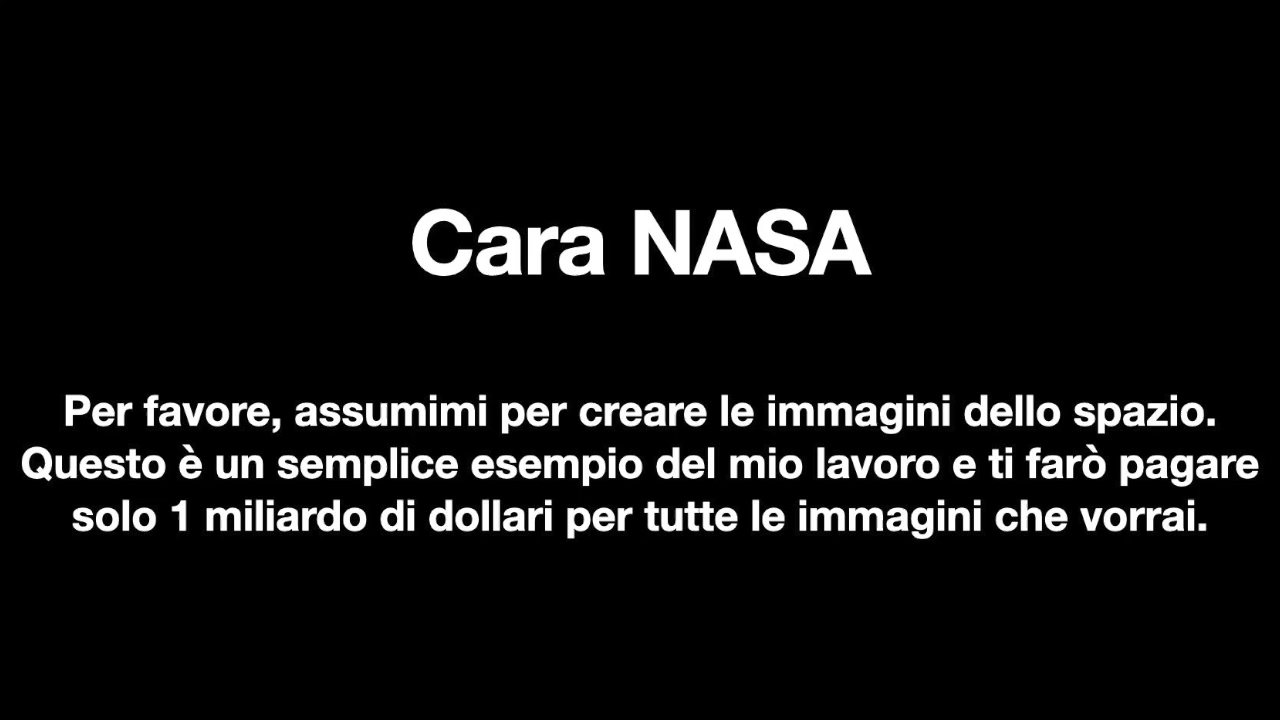 Cara NASA
Per favore, assumimi per creare le immagini dello spazio.
Questo è un semplice esempio del mio lavoro e ti farò pagare
solo 1 miliardo di dollari per tutte le immagini che vorrai.